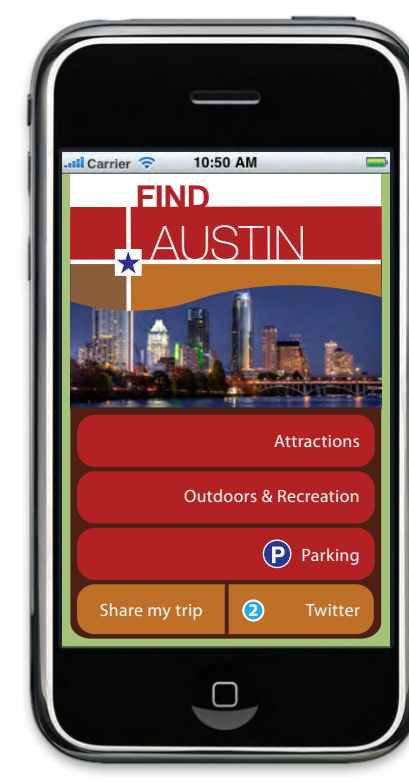 Carrier 10:50 AM
FIND
AUSTIN
Attractions
Outdoors & Recreation
P Parking
Share my trip 2 Twitter